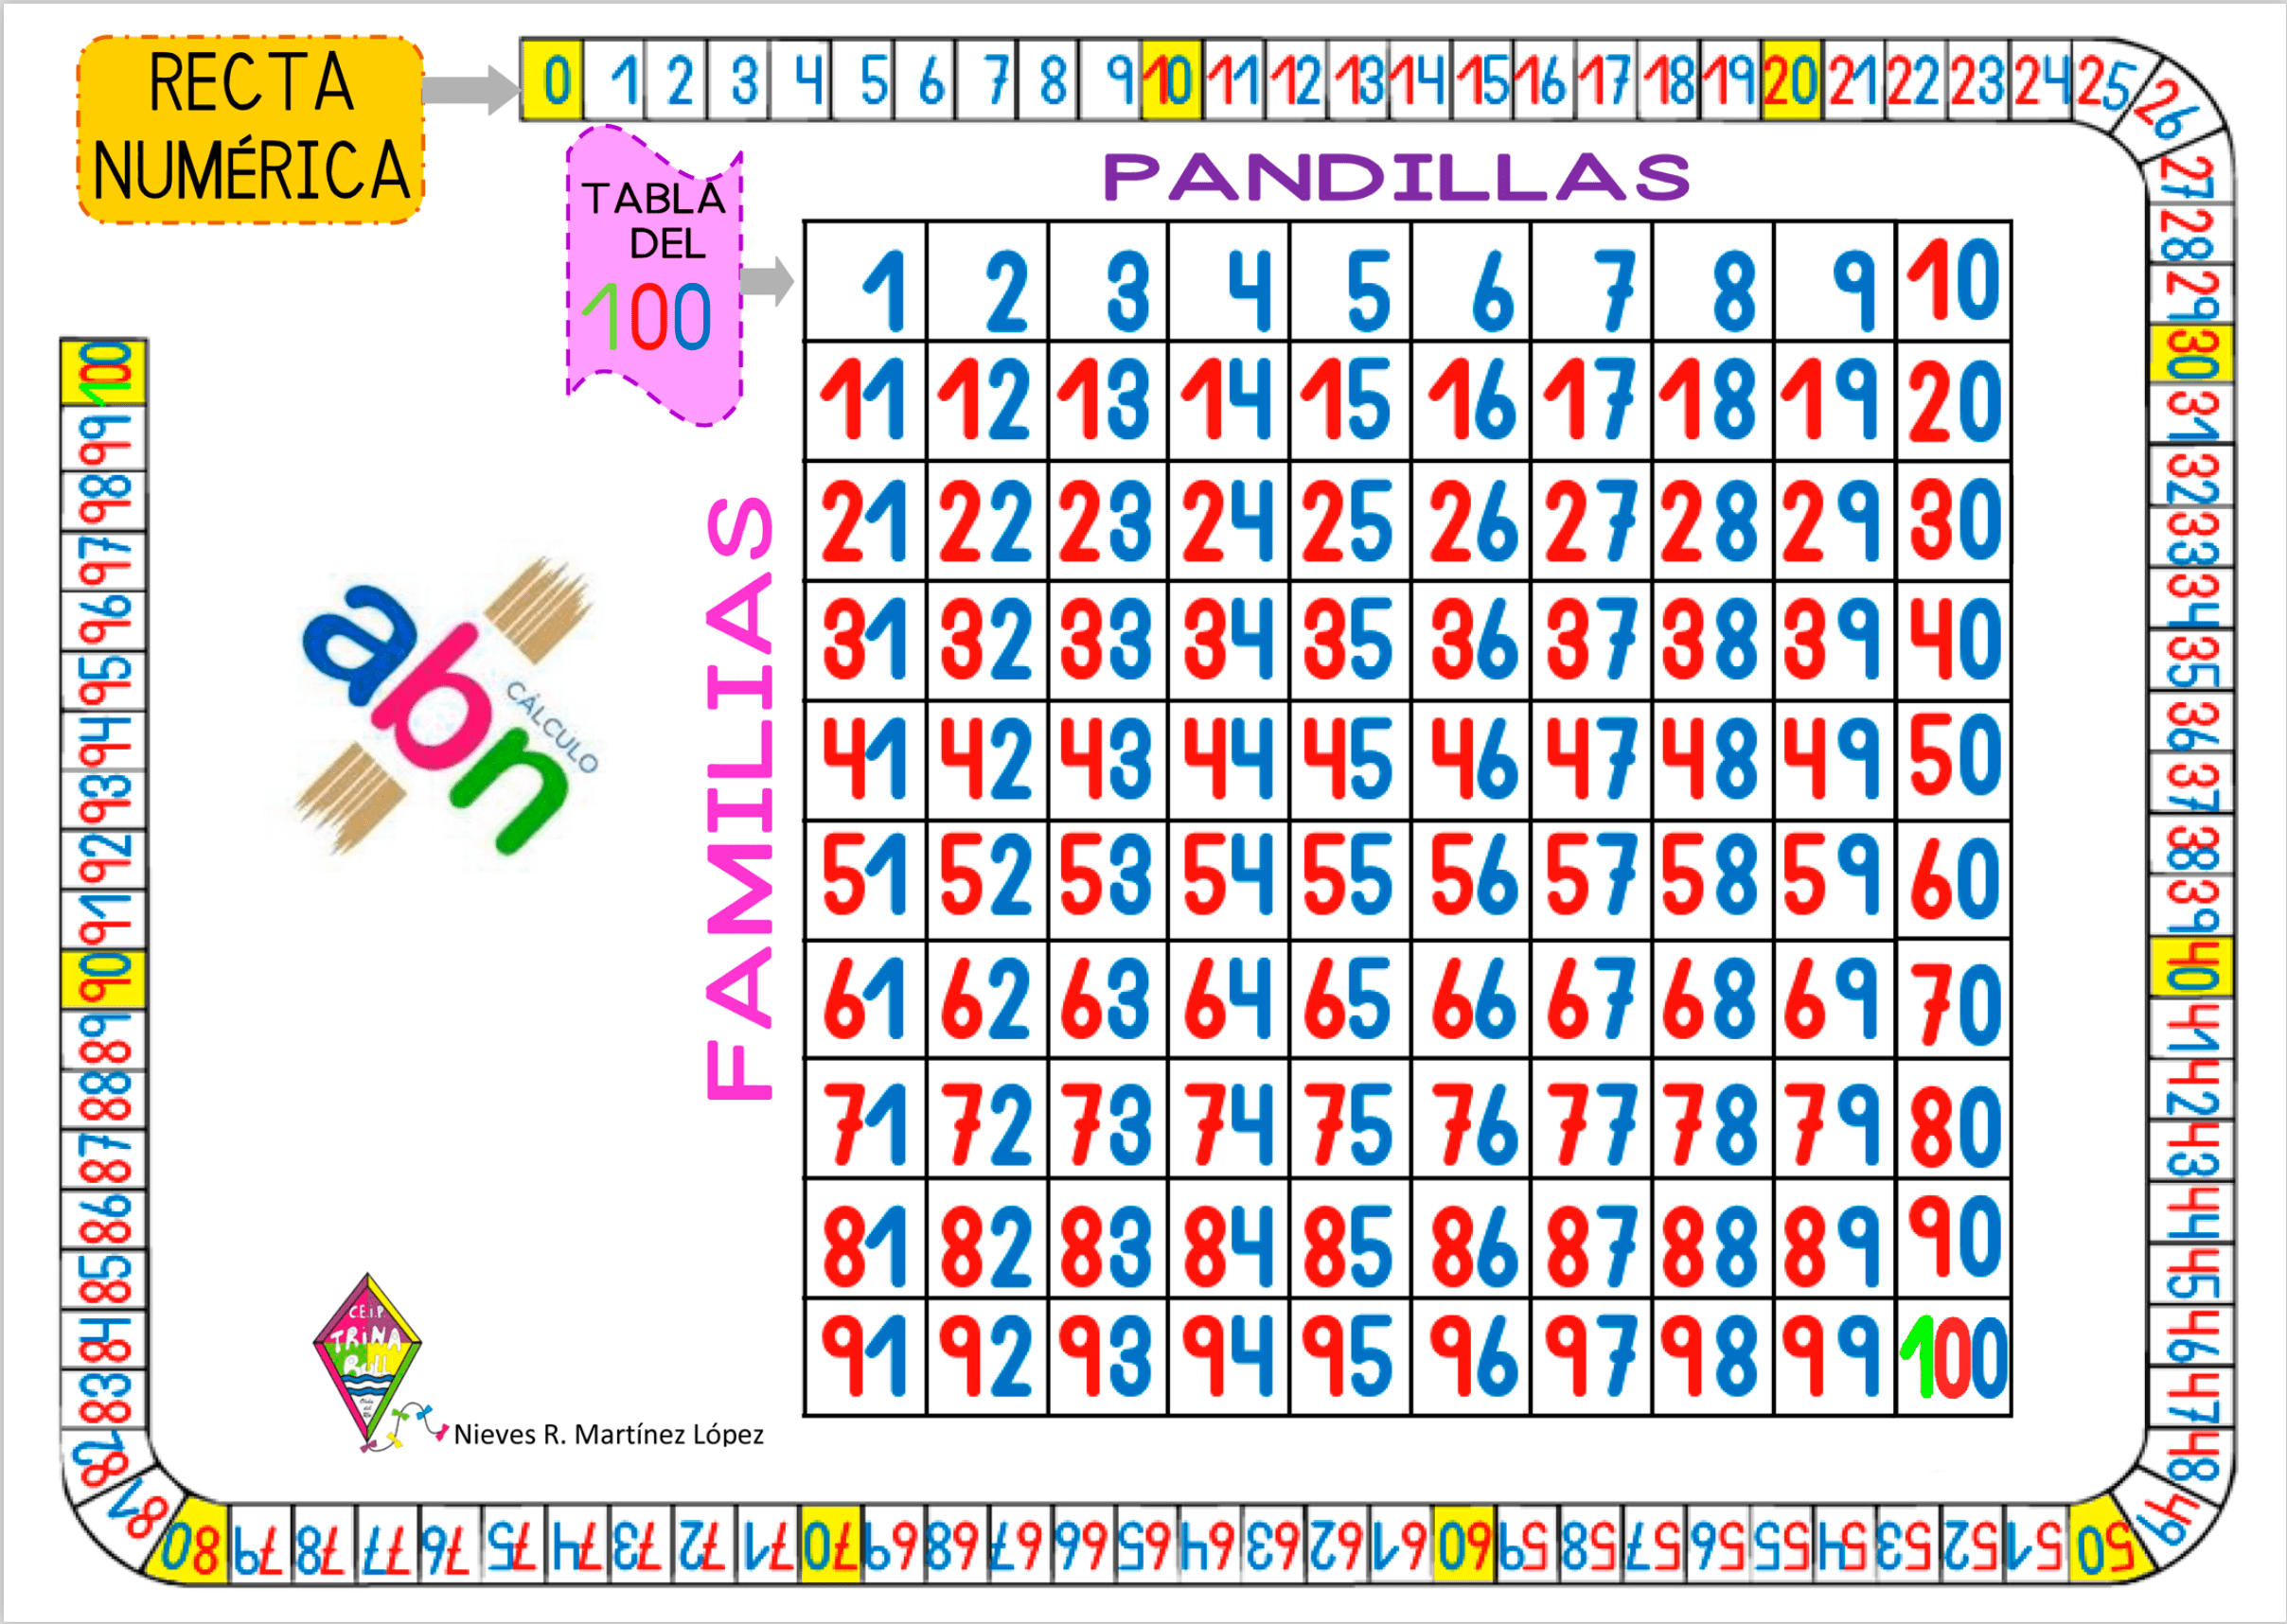 RECTA
NUMÉRICA
0 1 2 3 4 5 6 7 8 9 10 11 12 13 14 15 16 17 18 19 20 21 22 23 24 25 26 27 28 29 30 31 32 33 34 35 36 37 38 39 40 41 42 43 44 45 46 47 48 49 50 51 52 53 54 55 56 57 58 59 60 61 62 63 64 65 66 67 68 69 70 71 72 73 74 75 76 77 78 79 80 81 82 83 84 85 86 87 88 89 90 91 92 93 94 95 96 97 98 99 100
TABLA
DEL
100
PANDILLAS
FAMILIAS
1 2 3 4 5 6 7 8 9 10
11 12 13 14 15 16 17 18 19 20
21 22 23 24 25 26 27 28 29 30
31 32 33 34 35 36 37 38 39 40
41 42 43 44 45 46 47 48 49 50
51 52 53 54 55 56 57 58 59 60
61 62 63 64 65 66 67 68 69 70
71 72 73 74 75 76 77 78 79 80
81 82 83 84 85 86 87 88 89 90
91 92 93 94 95 96 97 98 99 100
abn
CÁLCULO
C.E.i.P
TRiNA
RUll
Nieves R. Martínez López